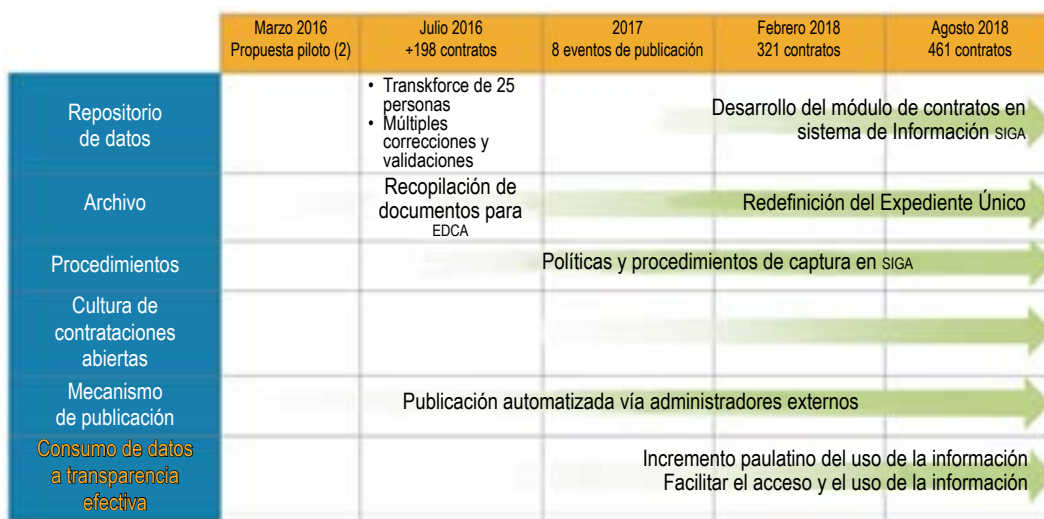 Marzo 2016
Propuesta piloto (2)
Julio 2016
+198 contratos
2017
8 eventos de publicación
Febrero 2018
321 contratos
Agosto 2018
461 contratos
Repositorio
de datos
• Transkforce de 25
personas
• Múltiples
correcciones y
validaciones
Desarrollo del módulo de contratos en
sistema de Información SIGA
Archivo
Recopilación de
documentos para
EDCA
Redefinición del Expediente Único
Procedimientos
Políticas y procedimientos de captura en SIGA
Cultura de
contrataciones
abiertas
Mecanismo
de publicación
Publicación automatizada vía administradores externos
Consumo de datos
a transparencia
efectiva
Incremento paulatino del uso de la información
Facilitar el acceso y el uso de la información